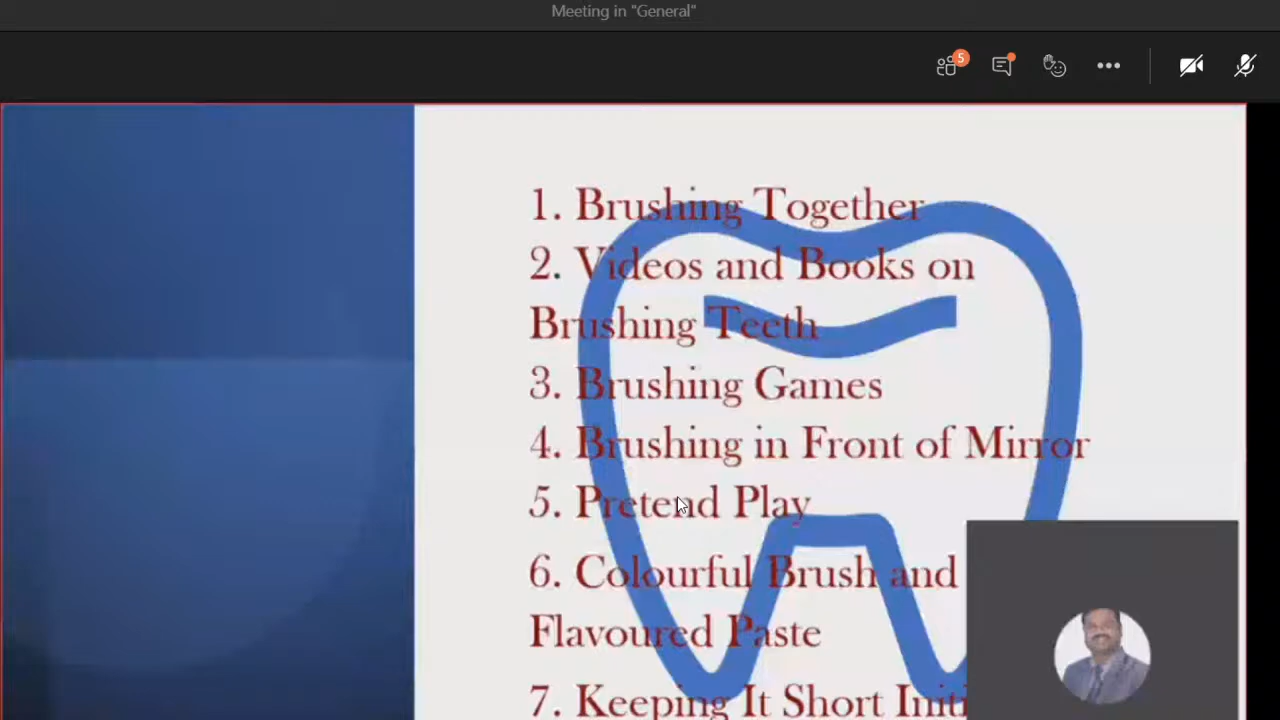 Meeting in "General"
5
1. Brushing Together
2. Videos and Books on
Brushing Teeth
3. Brushing Games
4. Brushing in Front of Mirror
5. Pretend Play
6. Colourful Brush and
Flavoured Paste
7. Keeping It Short Initi